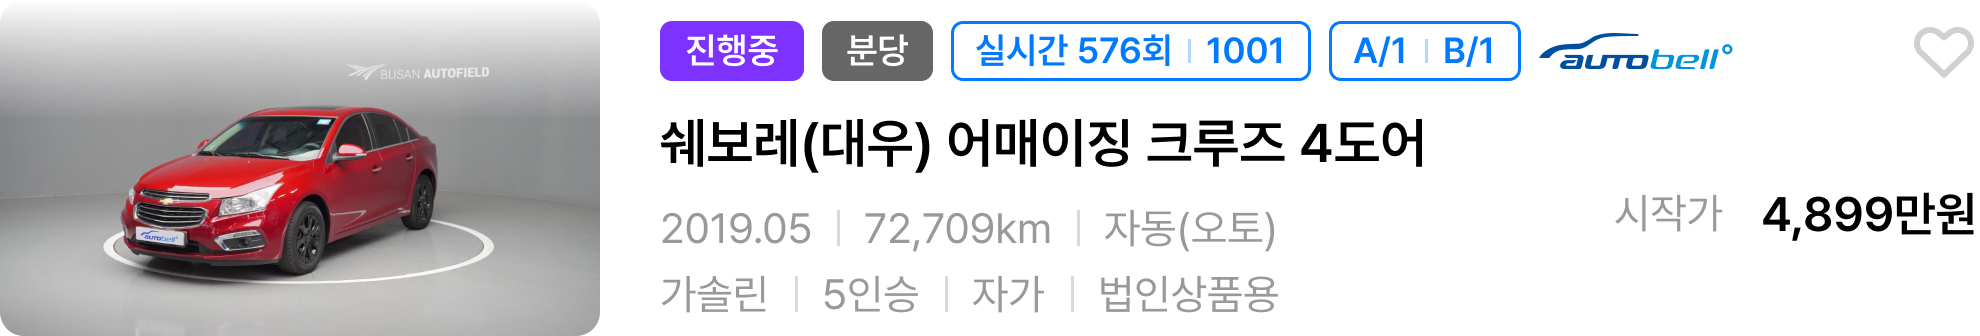 BUSAN AUTOFIELD
autobell
진행중 분당 실시간 576회 | 1001 A/1 | B/1 autobell
쉐보레(대우) 어매이징 크루즈 4도어
2019.05 | 72,709km | 자동(오토)
시작가 4,899만원
가솔린 | 5인승 | 자가 | 법인상품용